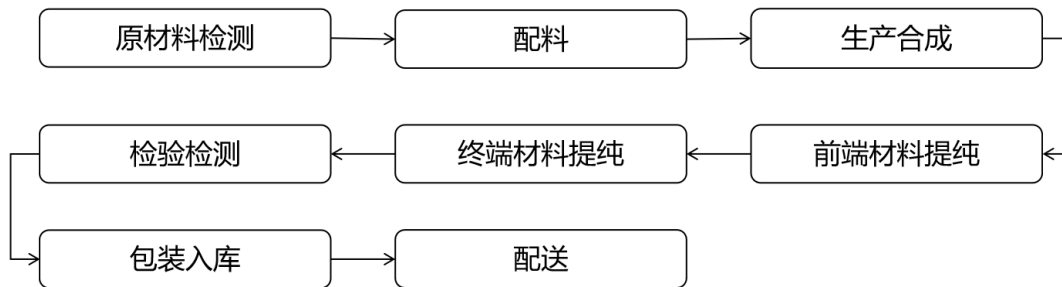 原材料检测
配料
生产合成
前端材料提纯
终端材料提纯
检验检测
包装入库
配送